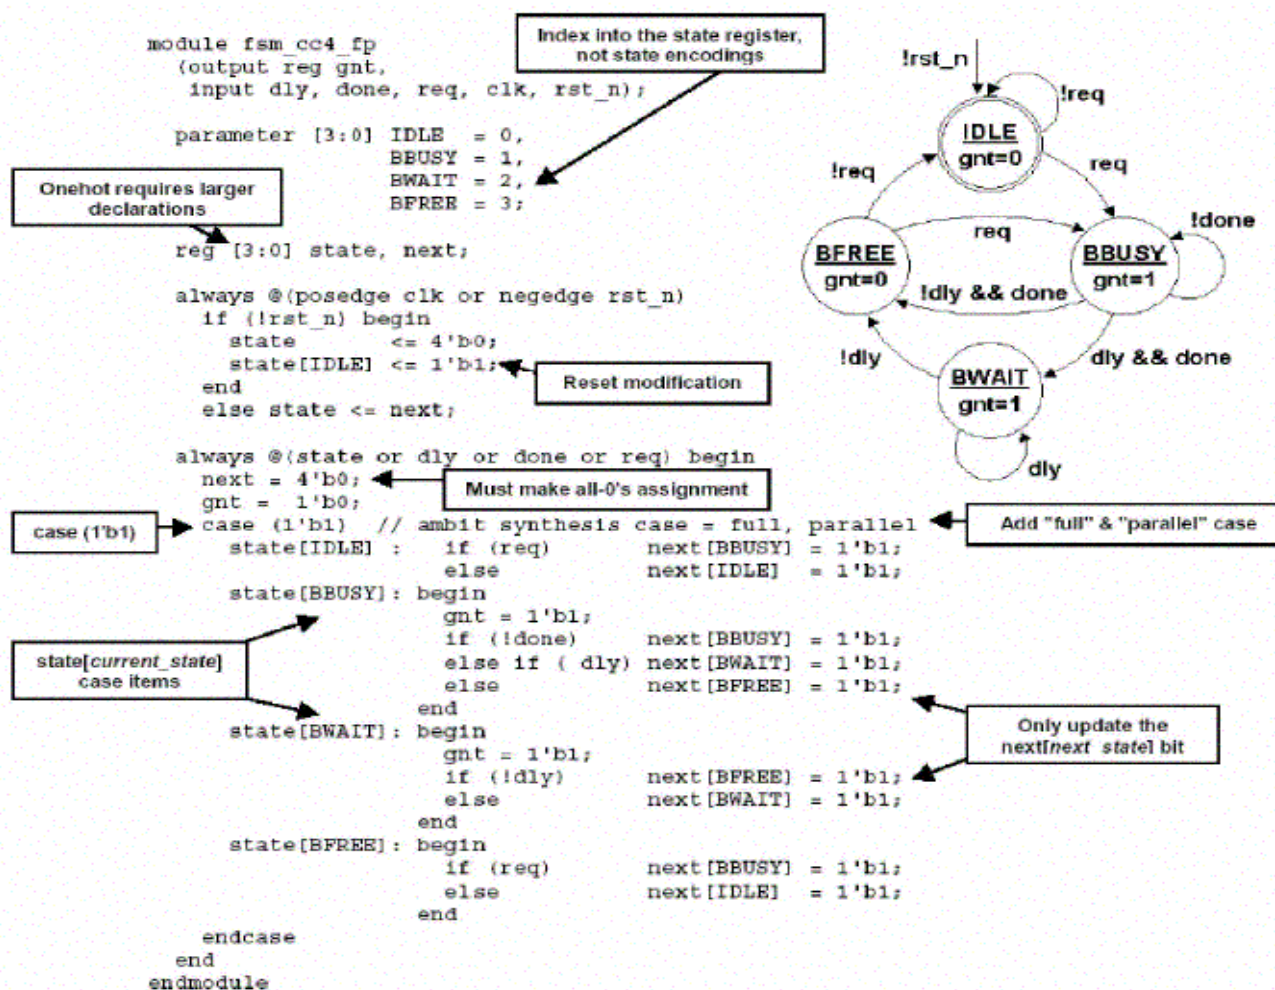 module fsm_cc4_fp
(output reg gnt,
input dly, done, req, clk, rst_n);
parameter [3:0] IDLE = 0,
BBUSY = 1,
BWAIT = 2,
BFREE = 3;
reg [3:0] state, next;
always @(posedge clk or negedge rst_n)
if (!rst_n) begin
state <= 4'b0;
state[IDLE] <= 1'b1;
end
else state <= next;
always @(state or dly or done or req) begin
next = 4'b0;
gnt = 1'b0;
case (1'b1) // ambit synthesis case = full, parallel
state[IDLE] : if (req) next[BBUSY] = 1'b1;
else next[IDLE] = 1'b1;
state[BBUSY]: begin
gnt = 1'b1;
if (!done) next[BBUSY] = 1'b1;
else if ( dly) next[BWAIT] = 1'b1;
else next[BFREE] = 1'b1;
end
state[BWAIT]: begin
gnt = 1'b1;
if (!dly) next[BFREE] = 1'b1;
else next[BWAIT] = 1'b1;
end
state[BFREE]: begin
if (req) next[BBUSY] = 1'b1;
else next[IDLE] = 1'b1;
end
endcase
end
endmodule
Index into the state register,
not state encodings
Onehot requires larger
declarations
Reset modification
Must make all-0's assignment
case (1'b1)
Add "full" & "parallel" case
state[current_state]
case items
Only update the
next[next_state] bit
!rst_n
!req
IDLE
gnt=0
!req
req
!done
req
BFREE
gnt=0
BBUSY
gnt=1
!dly && done
!dly
dly && done
BWAIT
gnt=1
dly